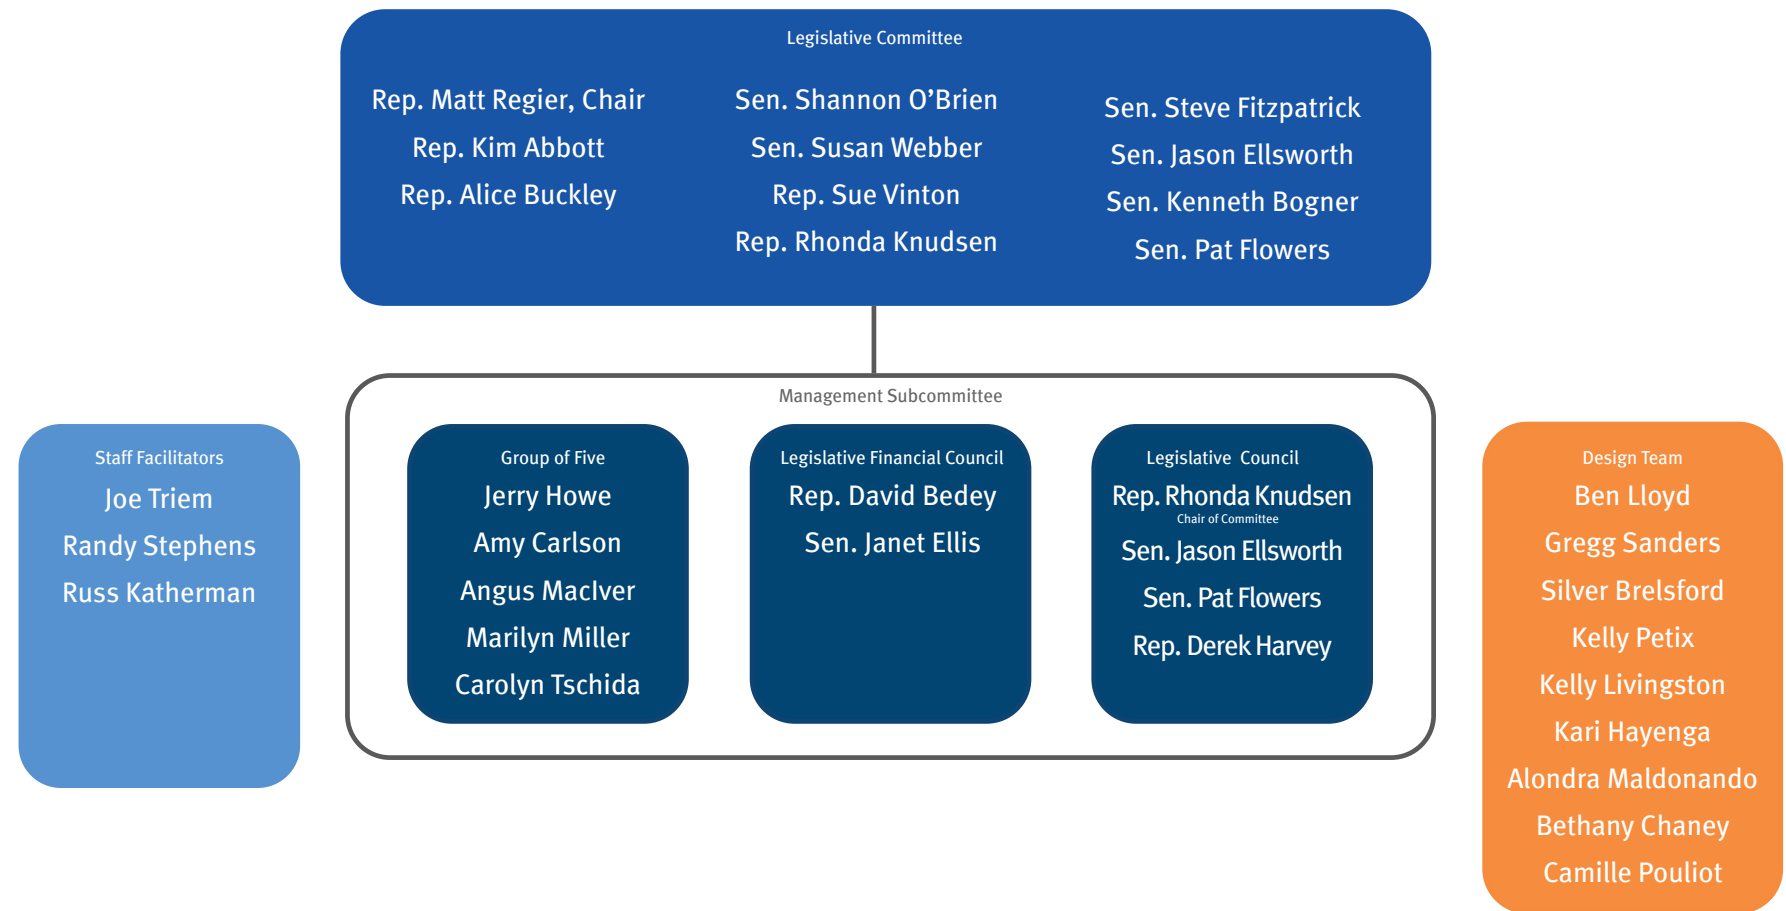 Legislative Committee
Rep. Matt Regier, Chair
Rep. Kim Abbott
Rep. Alice Buckley
Sen. Shannon O’Brien
Sen. Susan Webber
Rep. Sue Vinton
Rep. Rhonda Knudsen
Sen. Steve Fitzpatrick
Sen. Jason Ellsworth
Sen. Kenneth Bogner
Sen. Pat Flowers
Management Subcommittee
Staff Facilitators
Joe Triem
Randy Stephens
Russ Katherman
Group of Five
Jerry Howe
Amy Carlson
Angus MacIver
Marilyn Miller
Carolyn Tschida
Legislative Financial Council
Rep. David Bedey
Sen. Janet Ellis
Legislative Council
Rep. Rhonda Knudsen
Chair of Committee
Sen. Jason Ellsworth
Sen. Pat Flowers
Rep. Derek Harvey
Design Team
Ben Lloyd
Gregg Sanders
Silver Brelsford
Kelly Petix
Kelly Livingston
Kari Hayenga
Alondra Maldonando
Bethany Chaney
Camille Pouliot